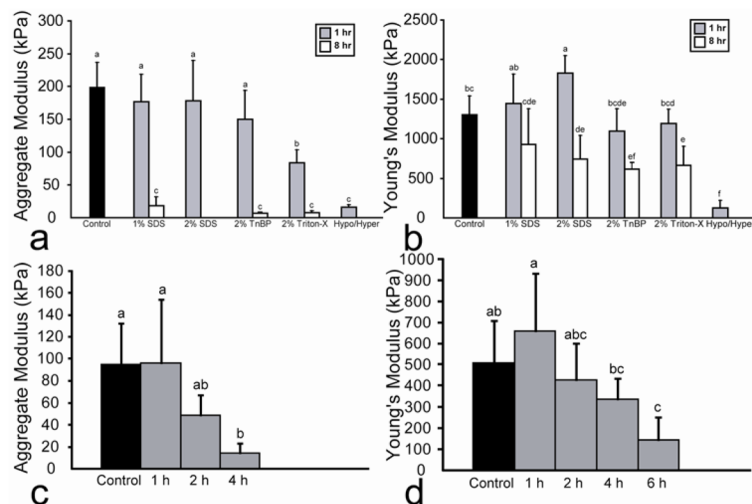 300
250
200
150
100
50
0
Aggregate Modulus (kPa)
1 hr
8 hr
a
a
a
a
b
c
c
c
c
Control 1% SDS 2% SDS 2% TnBP 2% Triton-X Hypo/Hyper
a
2500
2000
1500
1000
500
0
Young's Modulus (kPa)
1 hr
8 hr
bc
ab
cde
a
de
bcde
ef
bcd
e
f
Control 1% SDS 2% SDS 2% TnBP 2% Triton-X Hypo/Hyper
b
180
160
140
120
100
80
60
40
20
0
Aggregate Modulus (kPa)
a
a
ab
b
Control 1 h 2 h 4 h
c
1000
900
800
700
600
500
400
300
200
100
0
Young's Modulus (kPa)
ab
a
abc
bc
c
Control 1 h 2 h 4 h 6 h
d